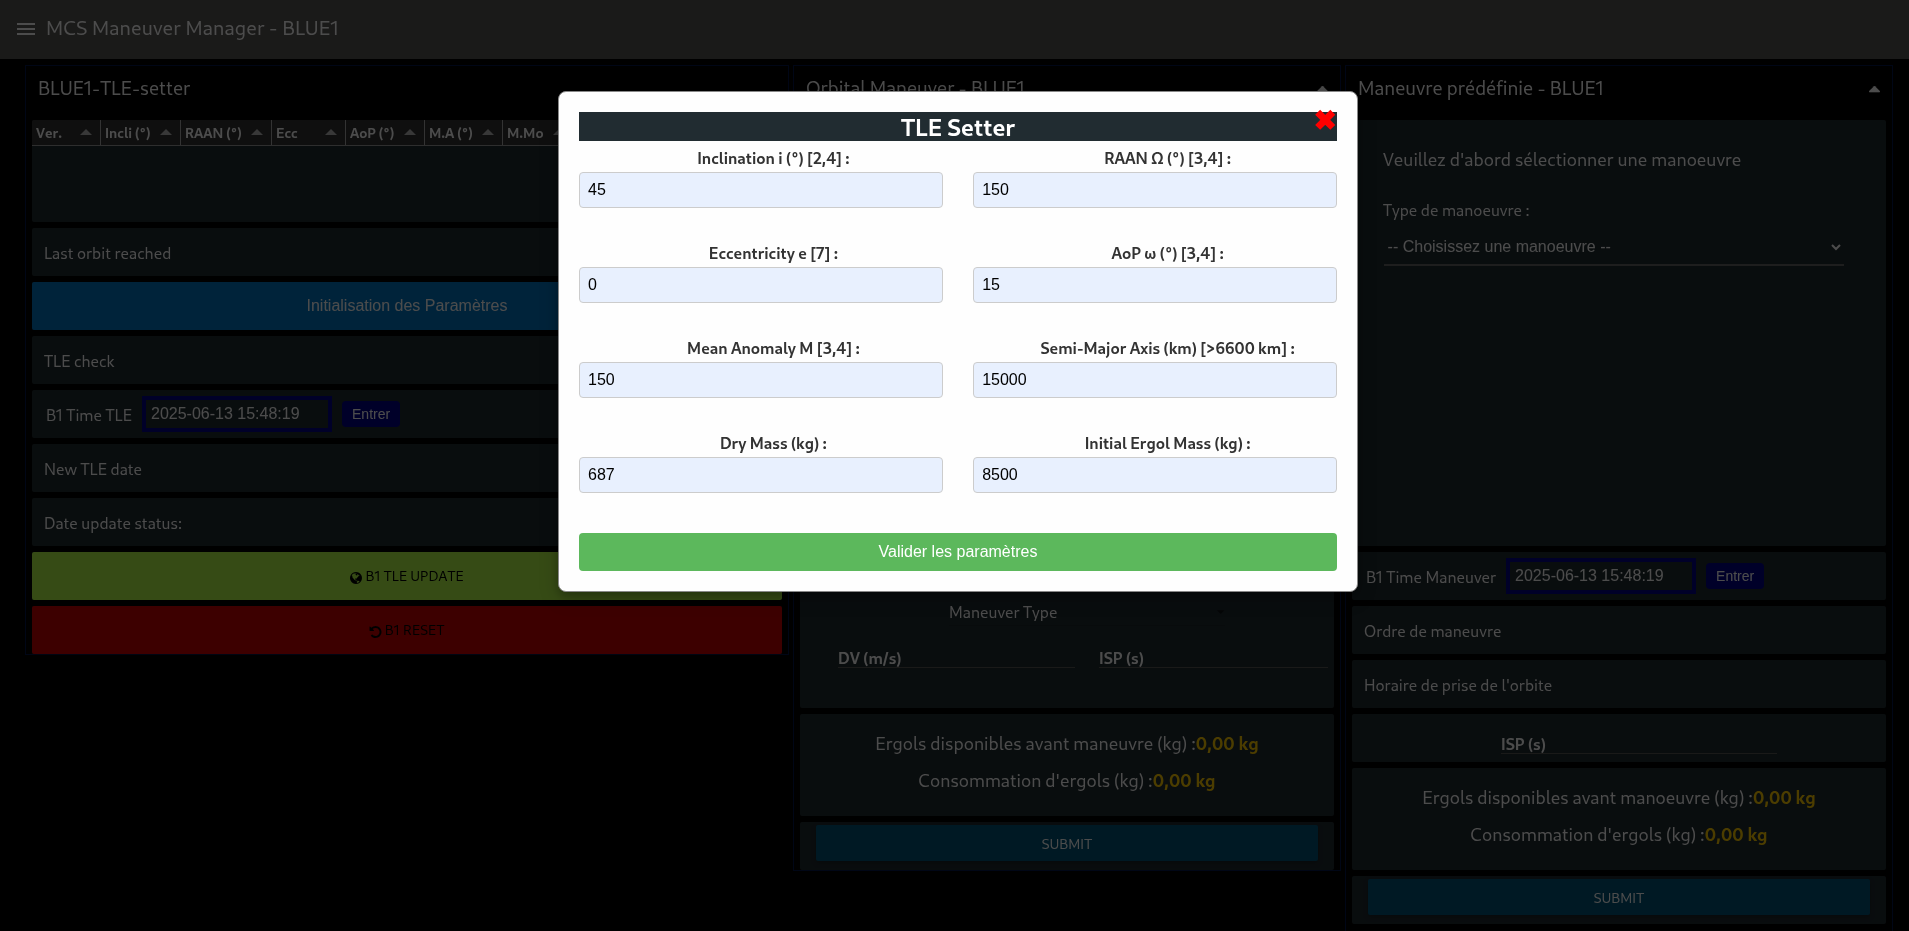 MCS Maneuver Manager - BLUE1
BLUE1-TLE-setter
Ver. Incli (°) RAAN (°) Ecc AoP (°) M.A (°) M.Mo
Last orbit reached
Initialisation des Paramètres
TLE check
B1 Time TLE 2025-06-13 15:48:19 Entrer
New TLE date
Date update status:
B1 TLE UPDATE
B1 RESET
Orbital Maneuver - BLUE1
TLE Setter
Inclination i (°) [2,4] :
45
RAAN Ω (°) [3,4] :
150
Eccentricity e [7] :
0
AoP ω (°) [3,4] :
15
Mean Anomaly M [3,4] :
150
Semi-Major Axis (km) [>6600 km] :
15000
Dry Mass (kg) :
687
Initial Ergol Mass (kg) :
8500
Valider les paramètres
Maneuver Type
DV (m/s) ISP (s)
Ergols disponibles avant maneuvre (kg) :0,00 kg
Consommation d'ergols (kg) :0,00 kg
SUBMIT
Maneuvre prédéfinie - BLUE1
Veuillez d'abord sélectionner une manoeuvre
Type de manoeuvre :
-- Choisissez une manoeuvre --
B1 Time Maneuver 2025-06-13 15:48:19 Entrer
Ordre de maneuvre
Horaire de prise de l'orbite
ISP (s)
Ergols disponibles avant manoeuvre (kg) :0,00 kg
Consommation d'ergols (kg) :0,00 kg
SUBMIT